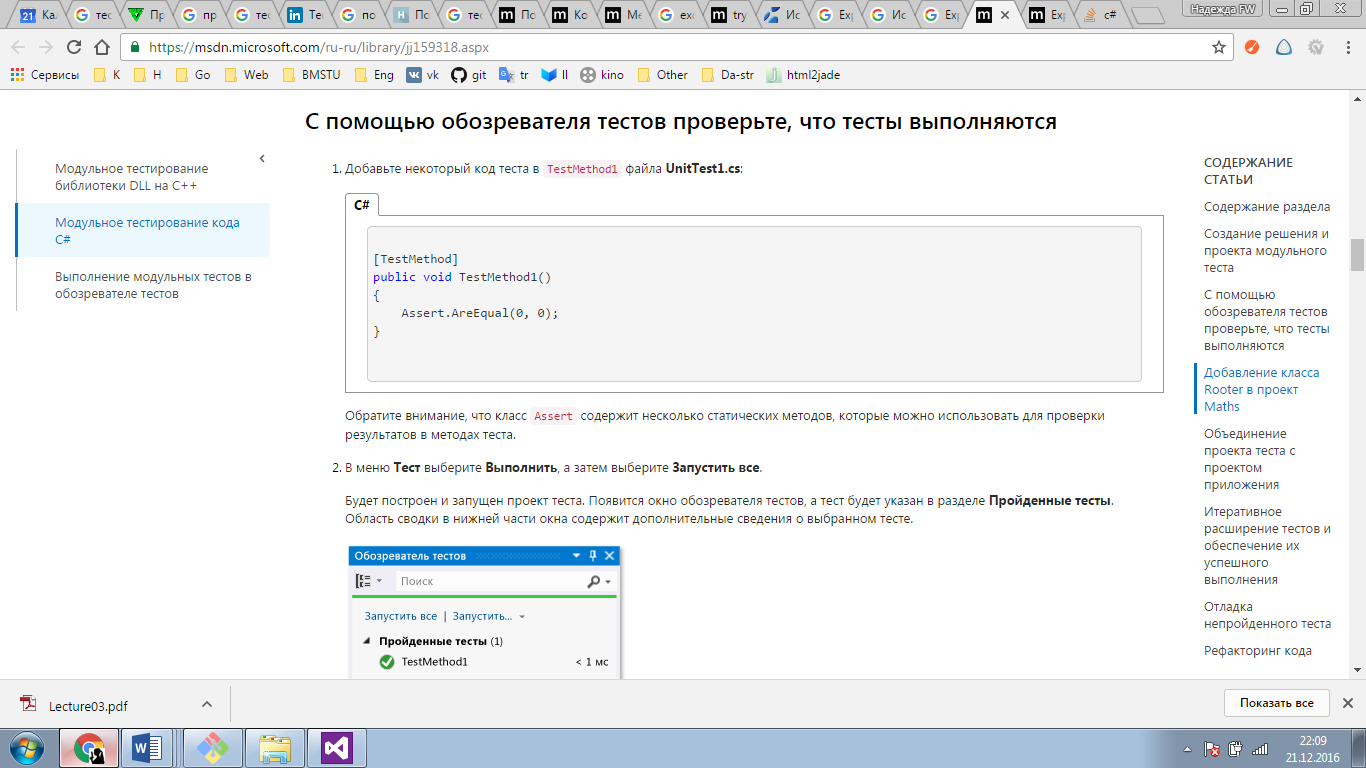 Кал
тес
Пр
пр
тес
Тес
по
По
тес
По
Ко
Ме
exc
try
Ис
Exp
Ис
Exp
Exp
c#
Надежда FW
https://msdn.microsoft.com/ru-ru/library/jj159318.aspx
Сервисы К Н Go Web BMSTU Eng vk git tr II kino Other Da-str html2jade
С помощью обозревателя тестов проверьте, что тесты выполняются
Модульное тестирование
библиотеки DLL на C++
Модульное тестирование кода
C#
Выполнение модульных тестов в
обозревателе тестов
1. Добавьте некоторый код теста в TestMethod1 файла UnitTest1.cs:
C#
[TestMethod]
public void TestMethod1()
{
Assert.AreEqual(0, 0);
}
Обратите внимание, что класс Assert содержит несколько статических методов, которые можно использовать для проверки
результатов в методах теста.
2. В меню Тест выберите Выполнить, а затем выберите Запустить все.
Будет построен и запущен проект теста. Появится окно обозревателя тестов, а тест будет указан в разделе Пройденные тесты.
Область сводки в нижней части окна содержит дополнительные сведения о выбранном тесте.
Обозреватель тестов
Поиск
Запустить все | Запустить...
Пройденные тесты (1)
TestMethod1 < 1 мс
СОДЕРЖАНИЕ
СТАТЬИ
Содержание раздела
Создание решения и
проекта модульного
теста
С помощью
обозревателя тестов
проверьте, что тесты
выполняются
Добавление класса
Rooter в проект
Maths
Объединение
проекта теста с
проектом
приложения
Итеративное
расширение тестов и
обеспечение их
успешного
выполнения
Отладка
непройденного теста
Рефакторинг кода
Lecture03.pdf
Показать все
22:09
21.12.2016